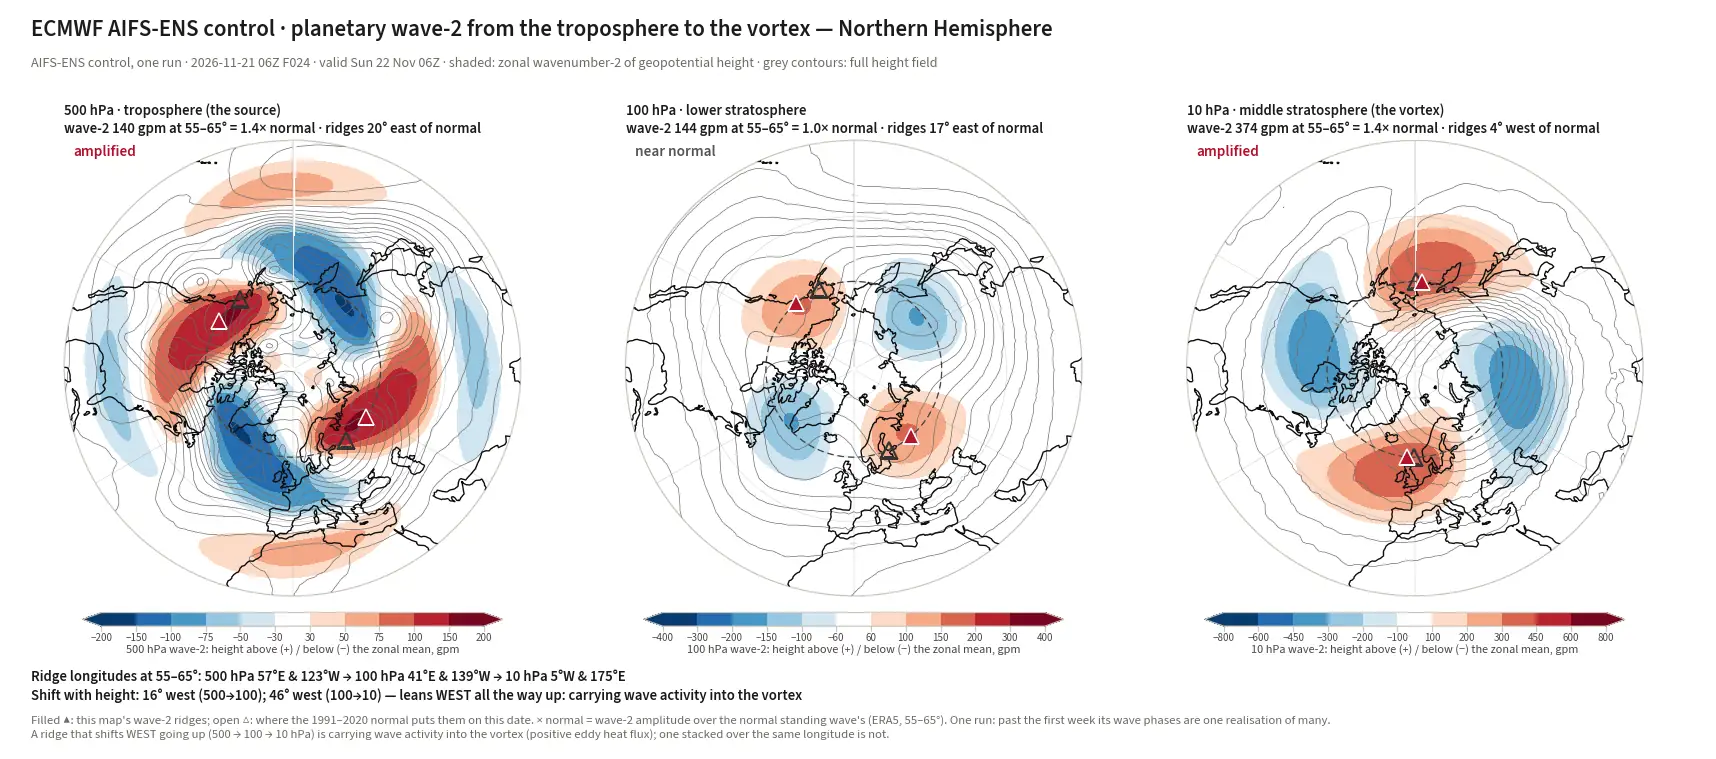 ECMWF AIFS-ENS control · planetary wave-2 from the troposphere to the vortex — Northern Hemisphere
AIFS-ENS control, one run · 2026-11-21 06Z F024 · valid Sun 22 Nov 06Z · shaded: zonal wavenumber-2 of geopotential height · grey contours: full height field
500 hPa · troposphere (the source)
wave-2 140 gpm at 55–65° = 1.4× normal · ridges 20° east of normal
amplified
100 hPa · lower stratosphere
wave-2 144 gpm at 55–65° = 1.0× normal · ridges 17° east of normal
near normal
10 hPa · middle stratosphere (the vortex)
wave-2 374 gpm at 55–65° = 1.4× normal · ridges 4° west of normal
amplified
−200 −150 −100 −75 −50 −30 30 50 75 100 150 200
500 hPa wave-2: height above (+) / below (−) the zonal mean, gpm
−400 −300 −200 −150 −100 −60 60 100 150 200 300 400
100 hPa wave-2: height above (+) / below (−) the zonal mean, gpm
−800 −600 −450 −300 −200 −100 100 200 300 450 600 800
10 hPa wave-2: height above (+) / below (−) the zonal mean, gpm
Ridge longitudes at 55–65°: 500 hPa 57°E & 123°W → 100 hPa 41°E & 139°W → 10 hPa 5°W & 175°E
Shift with height: 16° west (500→100); 46° west (100→10) — leans WEST all the way up: carrying wave activity into the vortex
Filled ▲: this map's wave-2 ridges; open △: where the 1991–2020 normal puts them on this date. × normal = wave-2 amplitude over the normal standing wave's (ERA5, 55–65°). One run: past the first week its wave phases are one realisation of many.
A ridge that shifts WEST going up (500 → 100 → 10 hPa) is carrying wave activity into the vortex (positive eddy heat flux); one stacked over the same longitude is not.